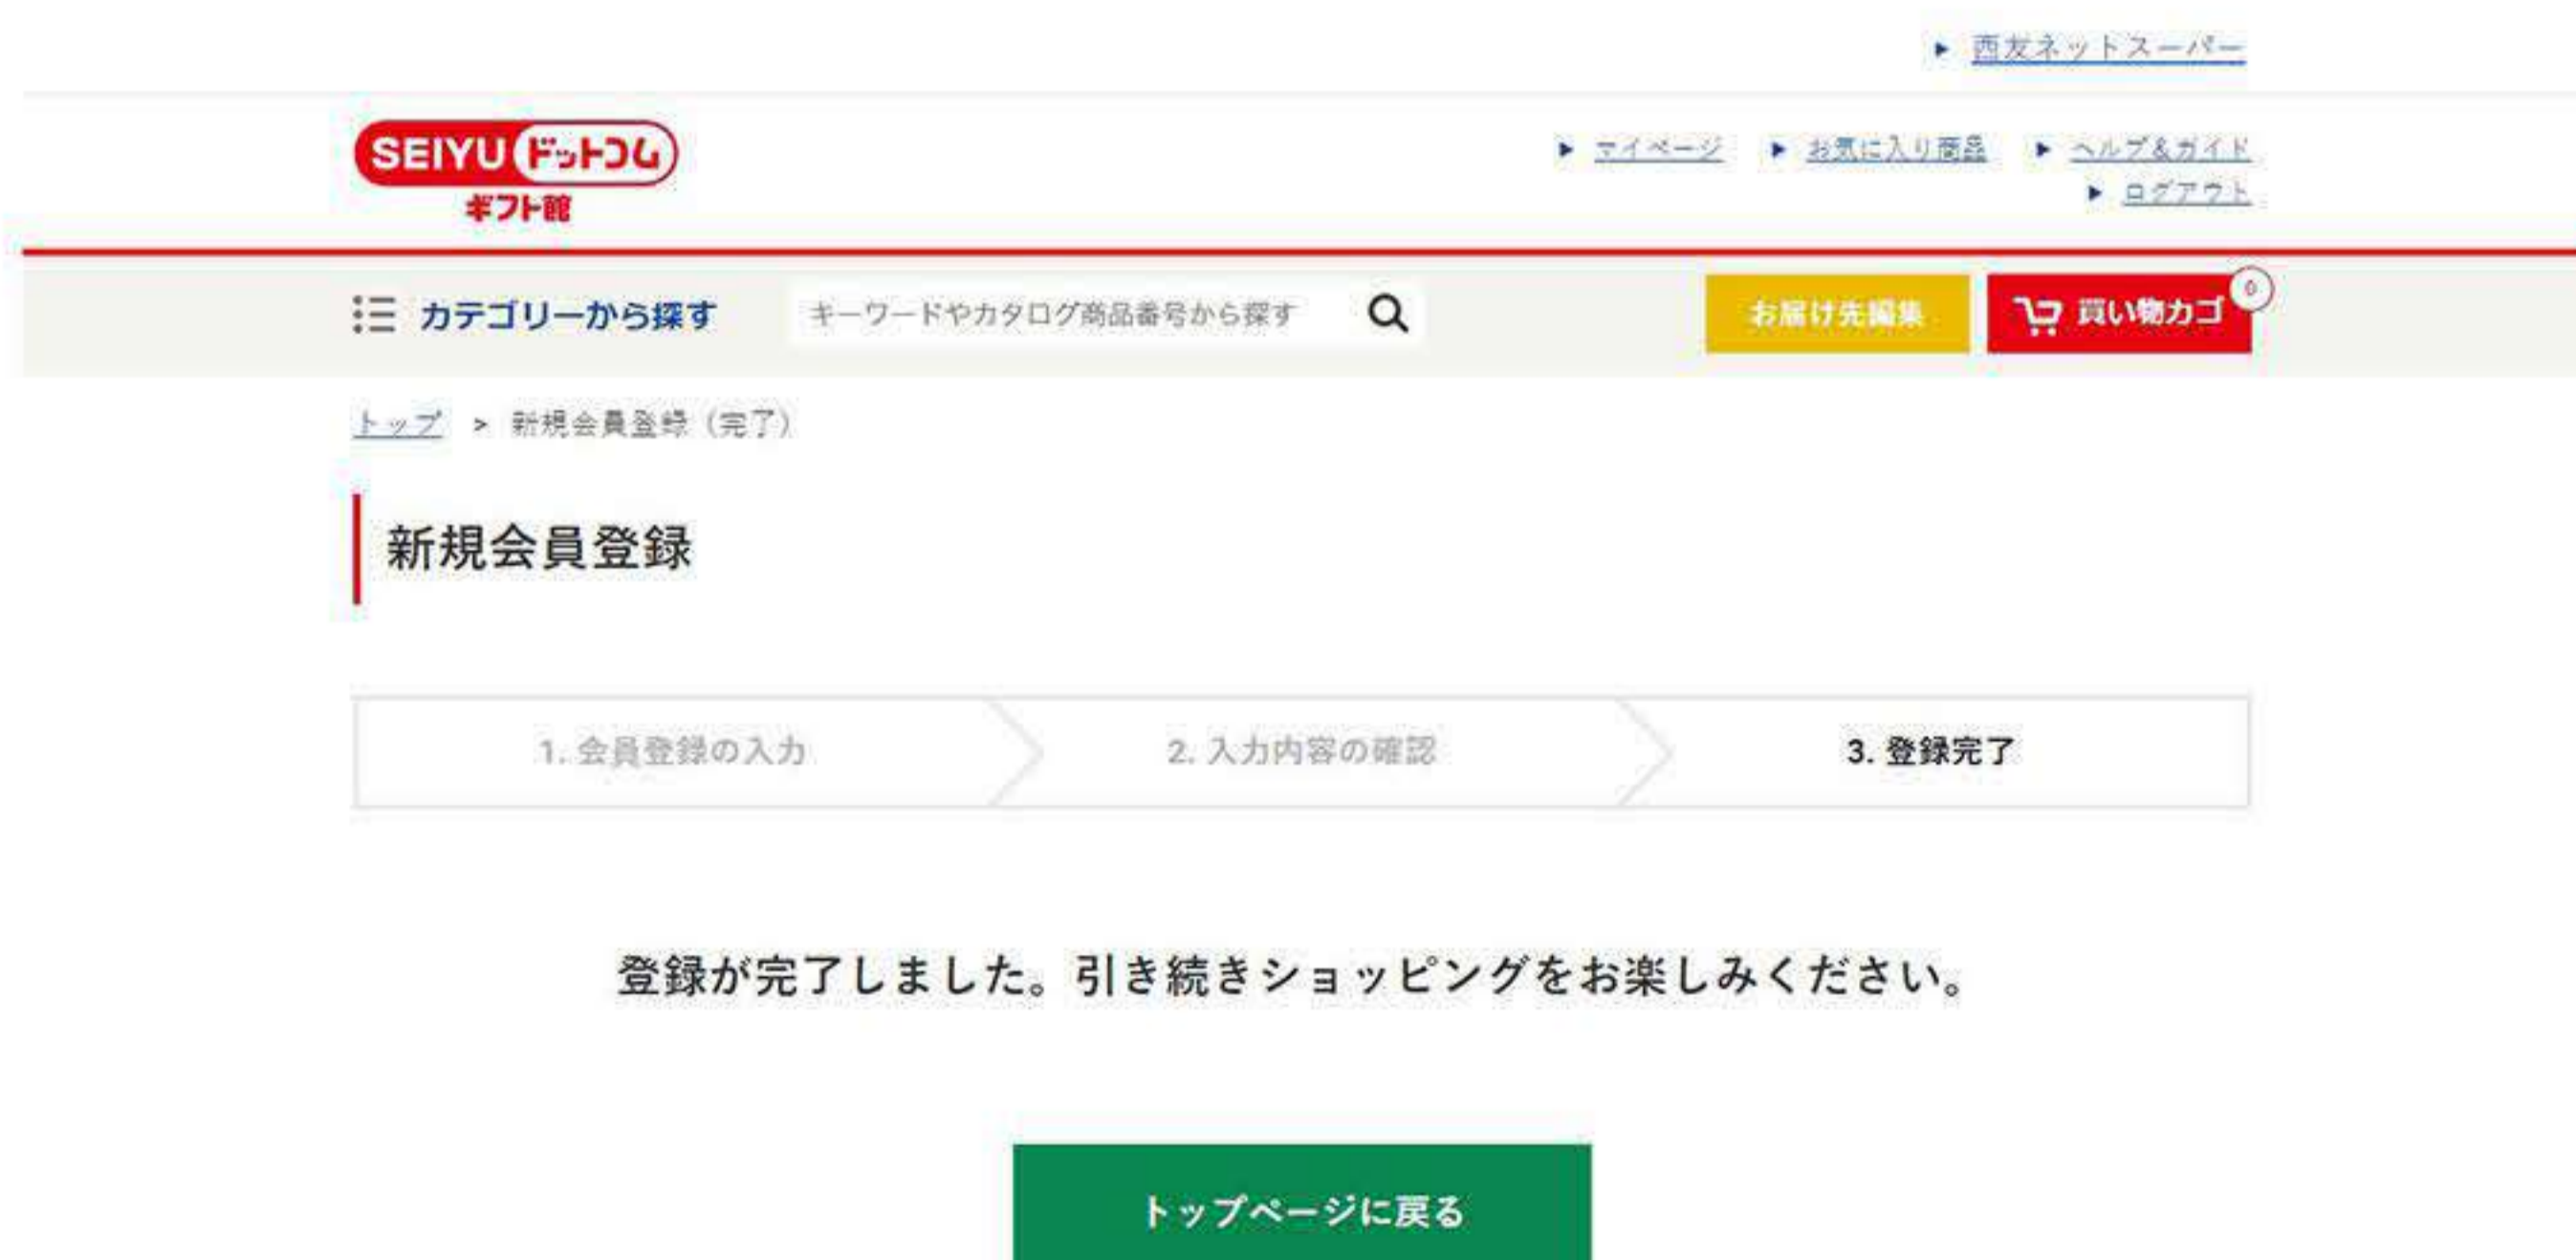 ▶ 西友ネットスーパー
SEIYU ドットコム
ギフト館
▶ マイページ ▶ お気に入り商品 ▶ ヘルプ&ガイド
▶ ログアウト
カテゴリーから探す キーワードやカタログ商品番号から探す お届け先編集 買い物カゴ 0
トップ > 新規会員登録（完了）
新規会員登録
1. 会員登録の入力 2. 入力内容の確認 3. 登録完了
登録が完了しました。引き続きショッピングをお楽しみください。
トップページに戻る